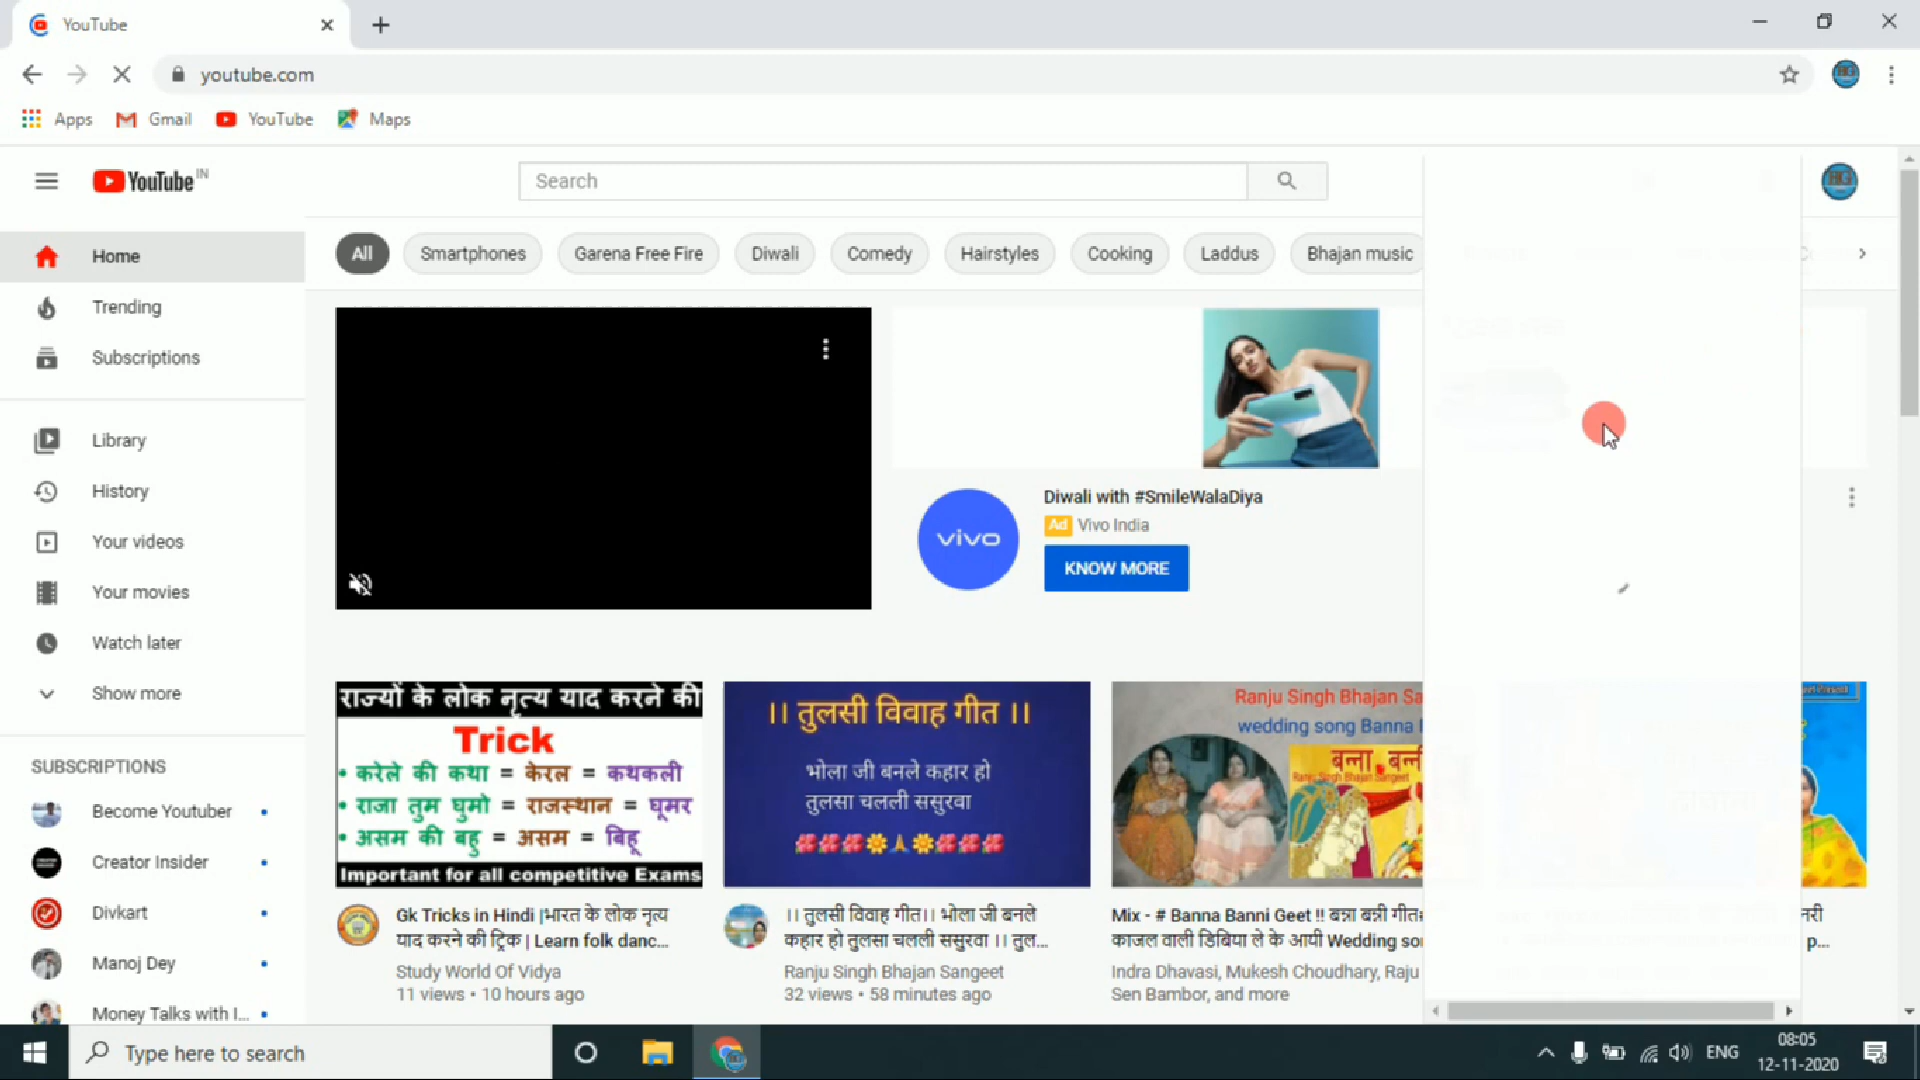 YouTube
youtube.com
Apps
Gmail
YouTube
Maps
YouTube IN
Search
Home
Trending
Subscriptions
Library
History
Your videos
Your movies
Watch later
Show more
SUBSCRIPTIONS
Become Youtuber
Creator Insider
Divkart
Manoj Dey
Money Talks with I...
All
Smartphones
Garena Free Fire
Diwali
Comedy
Hairstyles
Cooking
Laddus
Bhajan music
vivo
Diwali with #SmileWalaDiya
Ad Vivo India
KNOW MORE
राज्यों के लोक नृत्य याद करने की
Trick
• करेले की कथा = केरल = कथकली
• राजा तुम घुमो = राजस्थान = घूमर
• असम की बहु = असम = बिहू
Important for all competitive Exams
Gk Tricks in Hindi |भारत के लोक नृत्य
याद करने की ट्रिक | Learn folk danc...
Study World Of Vidya
11 views • 10 hours ago
।। तुलसी विवाह गीत ।।
भोला जी बनले कहार हो
तुलसा चलली ससुरवा
।। तुलसी विवाह गीत।। भोला जी बनले
कहार हो तुलसा चलली ससुरवा ।। तुल...
Ranju Singh Bhajan Sangeet
32 views • 58 minutes ago
Ranju Singh Bhajan Sa
wedding song Banna
बन्ना बन्नी
Ranju Singh Bhajan Sangeet
Mix - # Banna Banni Geet !! बन्ना बन्नी गीत
काजल वाली डिबिया ले के आयी Wedding so
Indra Dhavasi, Mukesh Choudhary, Raju
Sen Bambor, and more
तरी
p...
Type here to search
ENG
08:05
12-11-2020